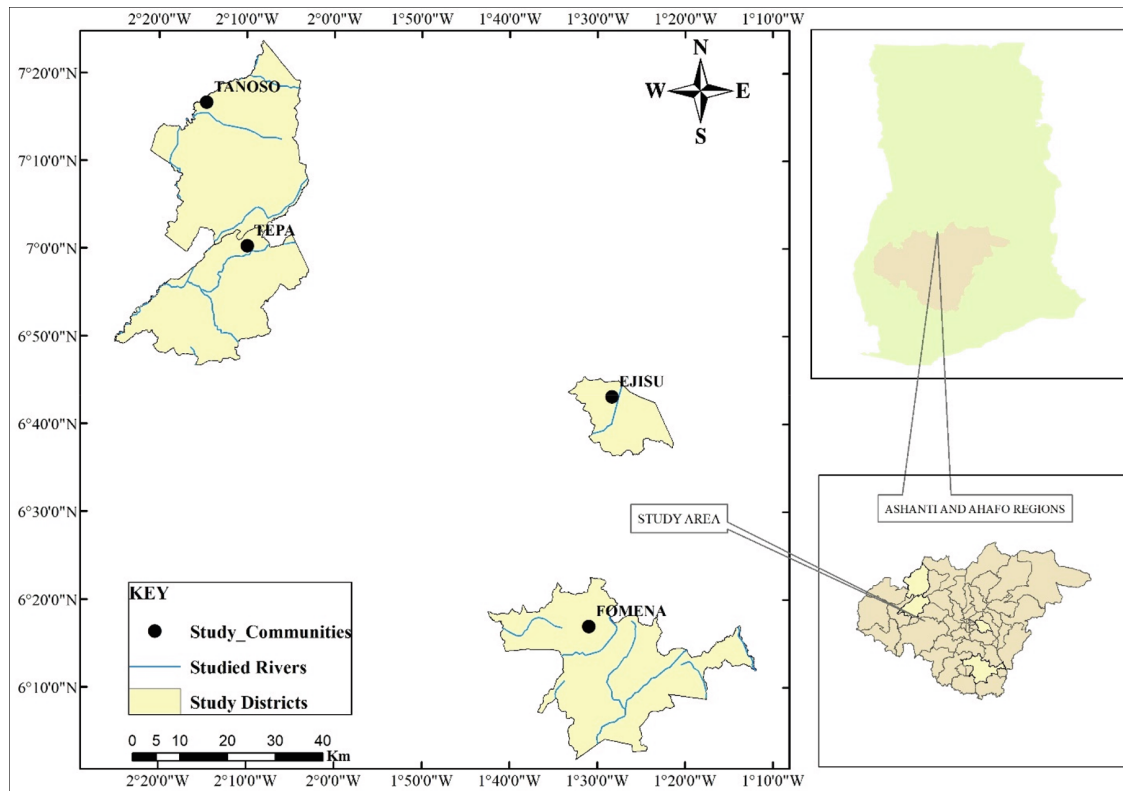 2°20'0"W 2°10'0"W 2°00'0"W 1°50'0"W 1°40'0"W 1°30'0"W 1°20'0"W 1°10'0"W
7°20'0"N
7°10'0"N
7°0'0"N
6°50'0"N
6°40'0"N
6°30'0"N
6°20'0"N
6°10'0"N
TANOSO
TEPA
EJISU
FOMENA
N
W E
S
STUDY AREA
ASHANTI AND AHAFO REGIONS
KEY
Study_Communities
Studied Rivers
Study Districts
0 5 10 20 30 40
Km
2°20'0"W 2°10'0"W 2°00'0"W 1°50'0"W 1°40'0"W 1°30'0"W 1°20'0"W 1°10'0"W